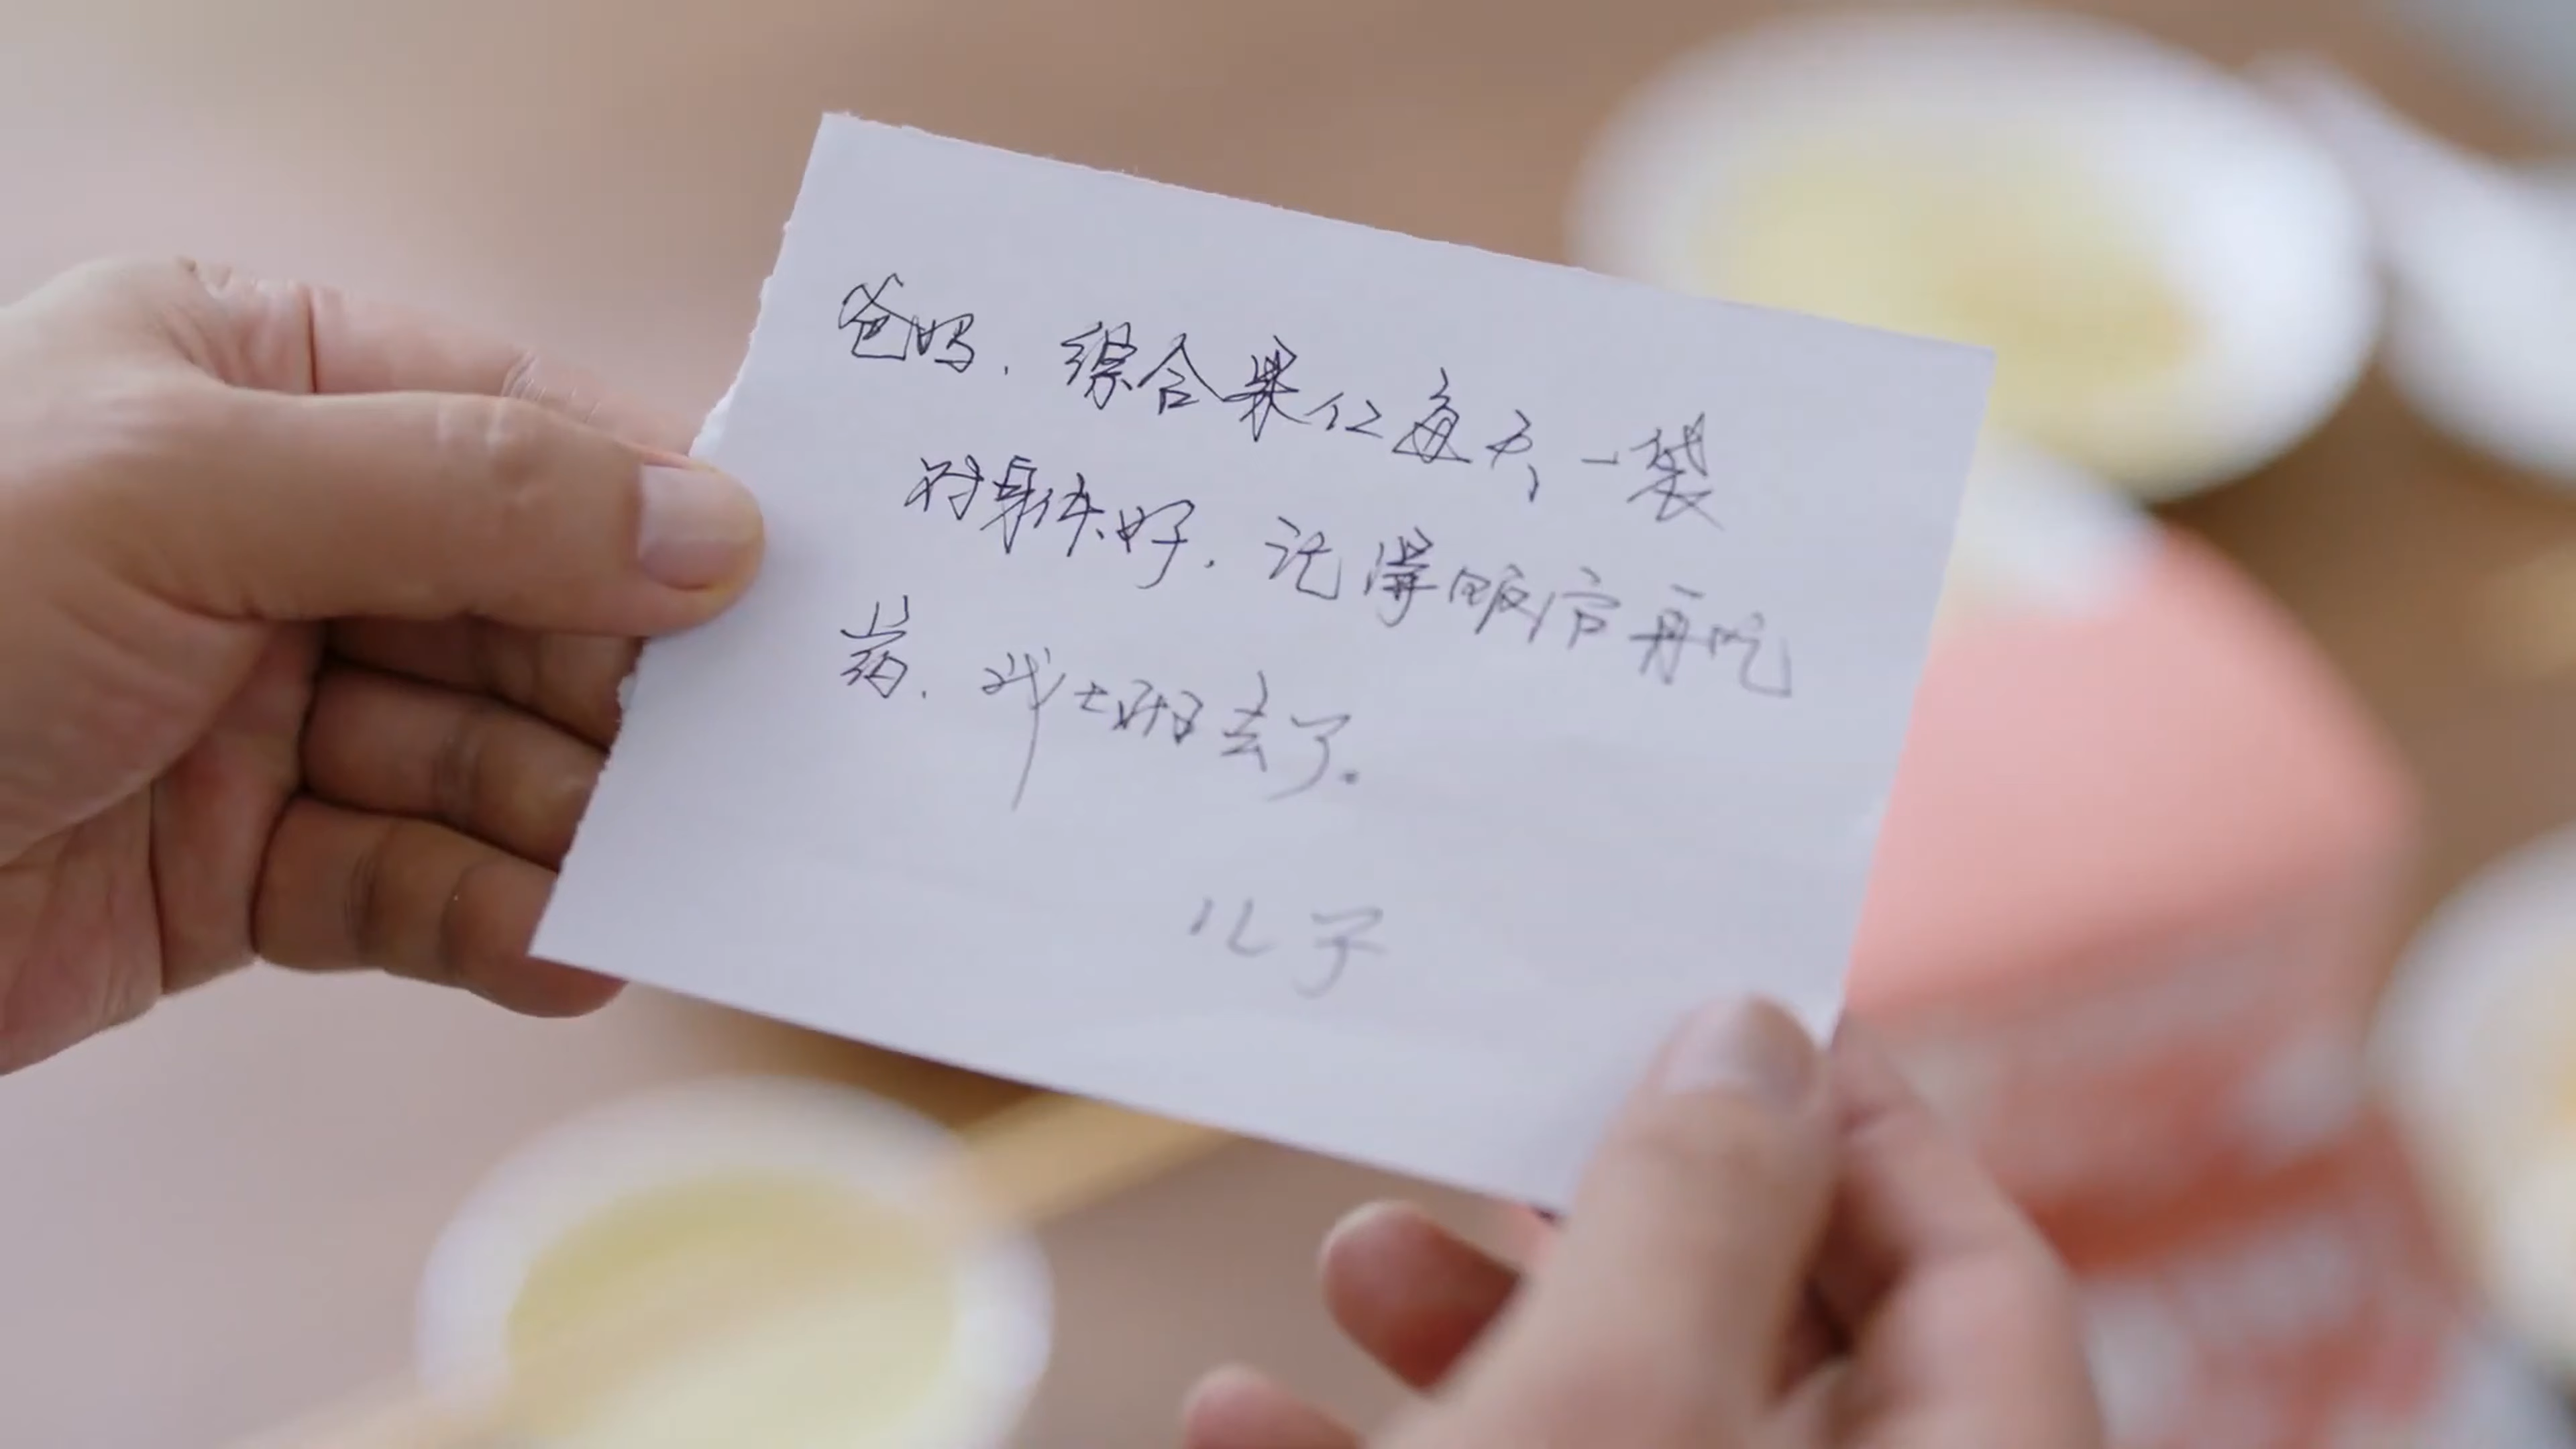 爸妈，综合果仁每天一袋
对身体好，记得饭后再吃
药，我上班去了。
儿子